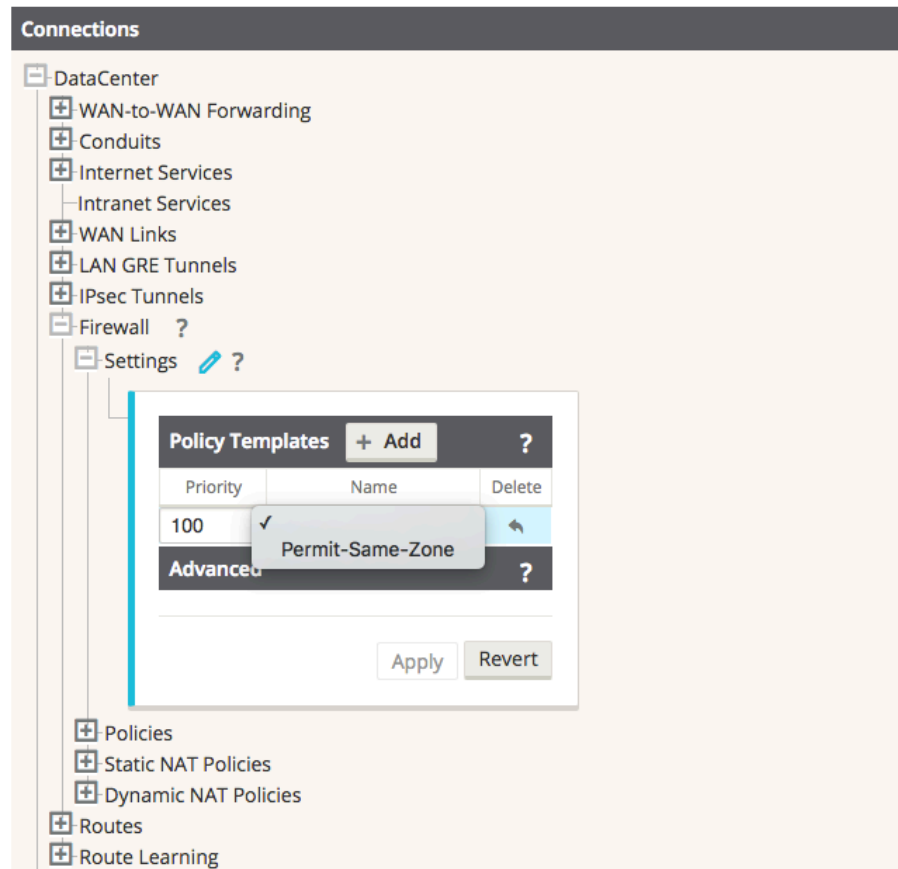 Connections
DataCenter
WAN-to-WAN Forwarding
Conduits
Internet Services
Intranet Services
WAN Links
LAN GRE Tunnels
IPsec Tunnels
Firewall ?
Settings ?
Policy Templates + Add ?
Priority Name Delete
100 ✓
Permit-Same-Zone
Advanced ?
Apply Revert
Policies
Static NAT Policies
Dynamic NAT Policies
Routes
Route Learning